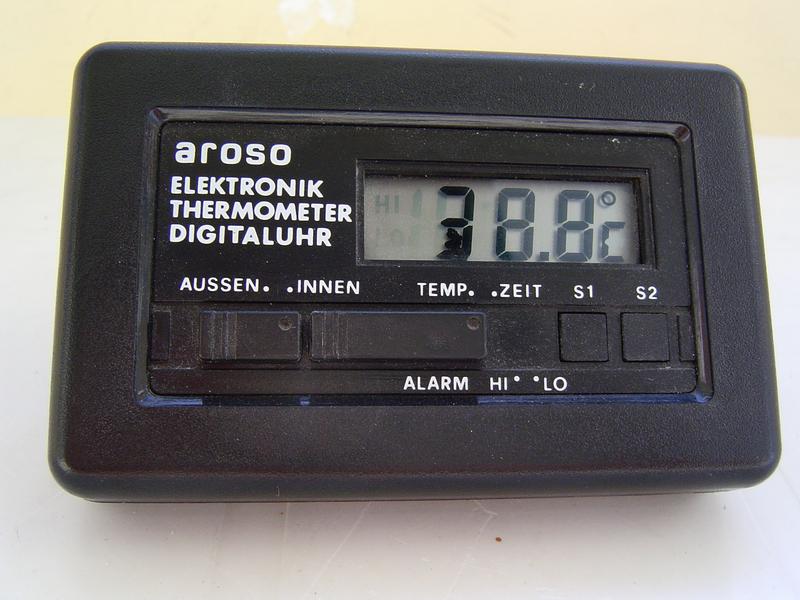 aroso
ELEKTRONIK
THERMOMETER
DIGITALUHR
38.8°C
AUSSEN. .INNEN TEMP. .ZEIT S1 S2
ALARM HI° °LO